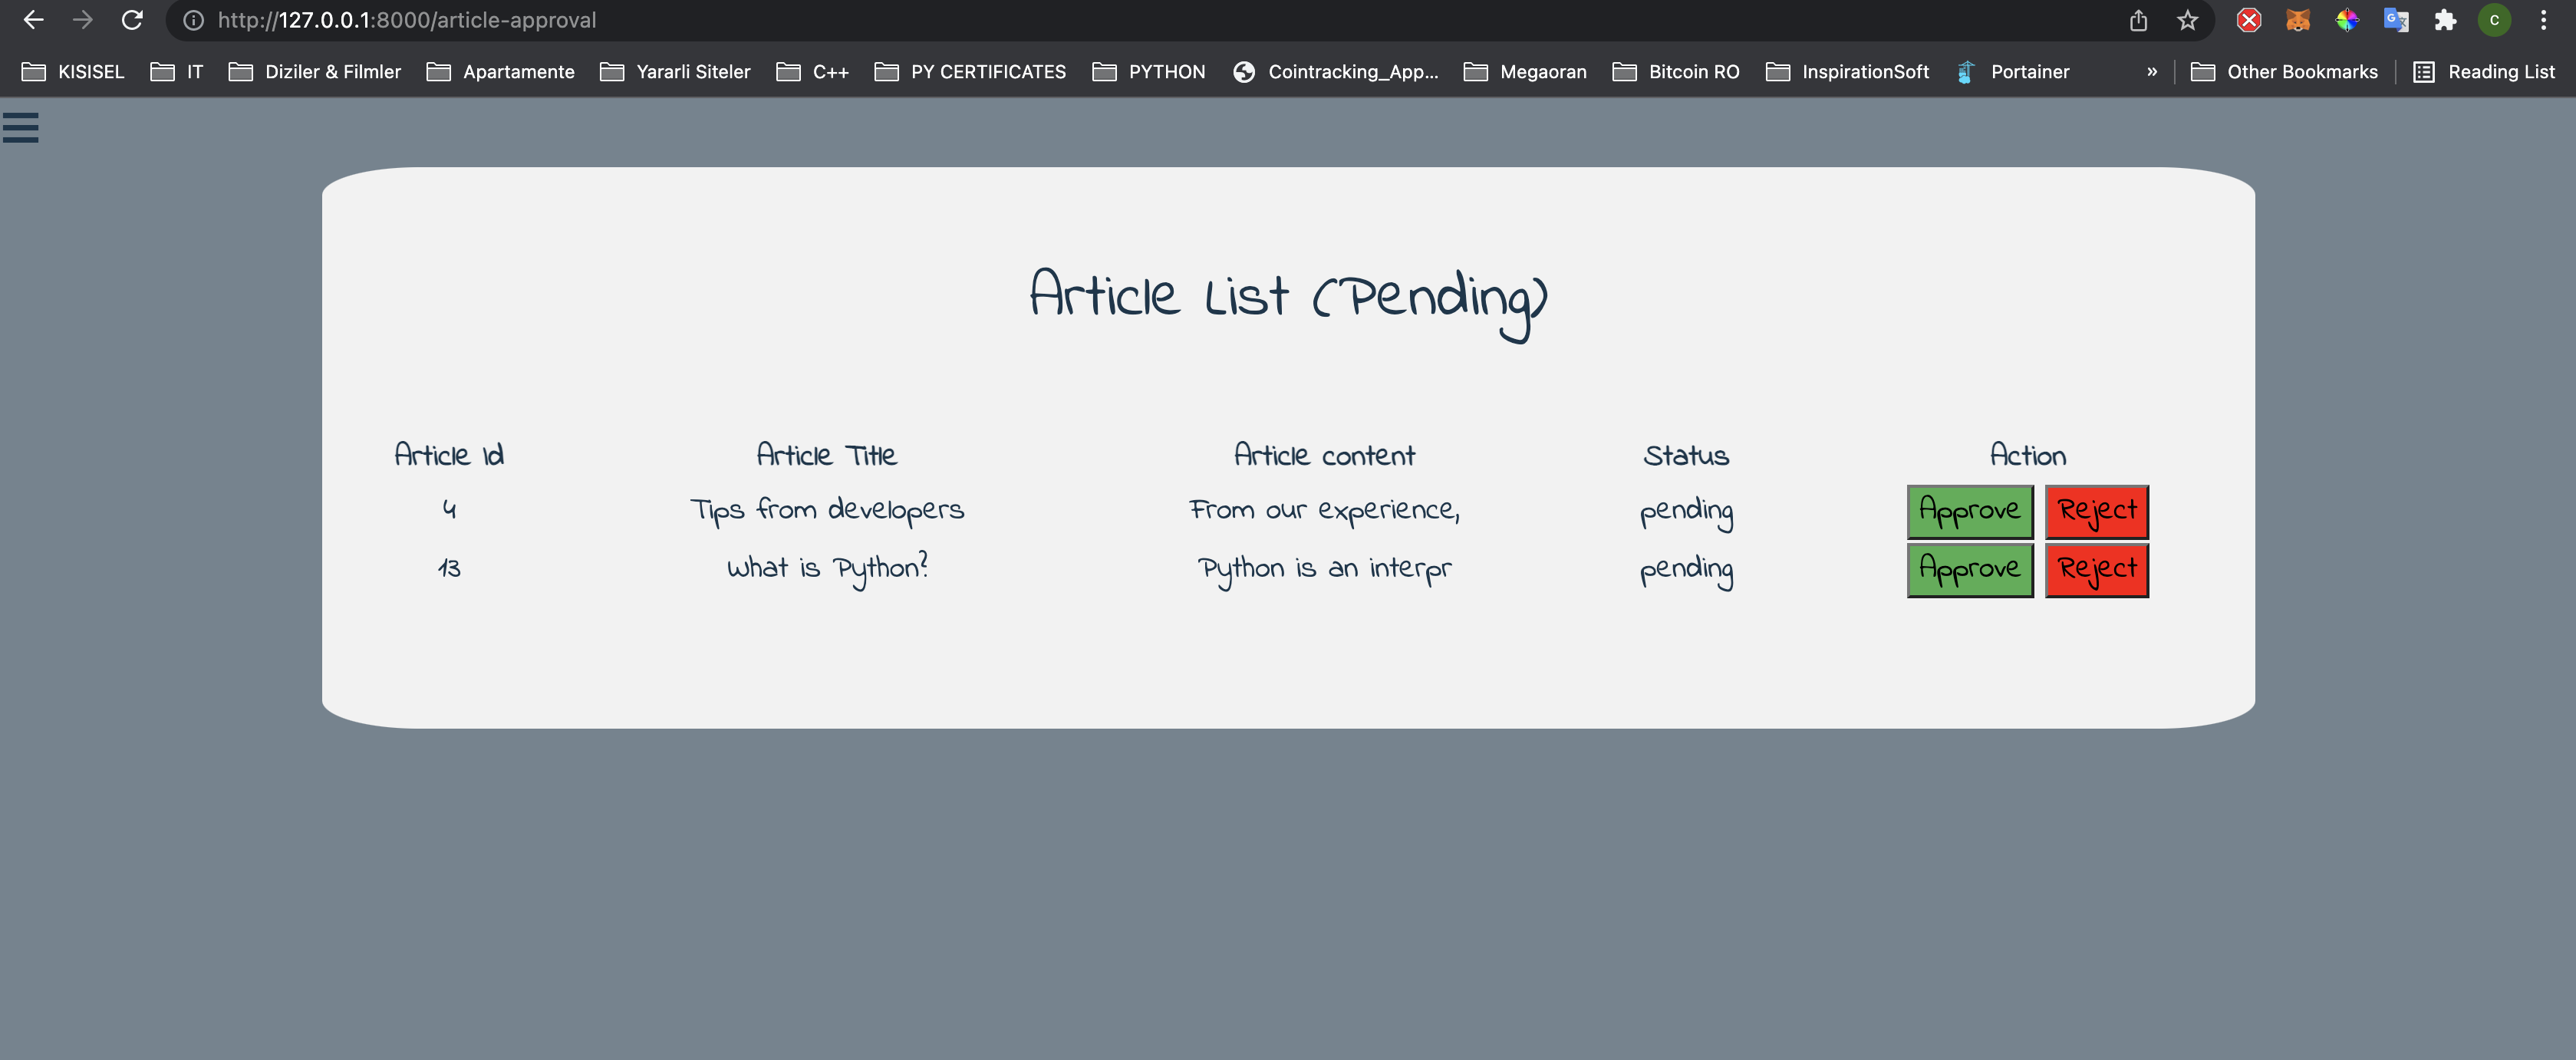 http://127.0.0.1:8000/article-approval
C
KISISEL IT Diziler & Filmler Apartamente Yararli Siteler C++ PY CERTIFICATES PYTHON Cointracking_App... Megaoran Bitcoin RO InspirationSoft Portainer » Other Bookmarks Reading List
Article List (Pending)
Article Id Article Title Article content Status Action
4 Tips from developers From our experience, pending Approve Reject
13 What is Python? Python is an interpr pending Approve Reject